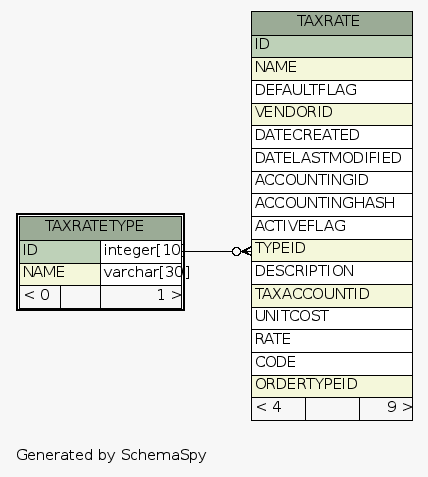 TAXRATE
ID
NAME
DEFAULTFLAG
VENDORID
DATECREATED
DATELASTMODIFIED
ACCOUNTINGID
ACCOUNTINGHASH
ACTIVEFLAG
TYPEID
DESCRIPTION
TAXACCOUNTID
UNITCOST
RATE
CODE
ORDERTYPEID
< 4 9 >
TAXRATETYPE
ID integer[10]
NAME varchar[30]
< 0 1 >
Generated by SchemaSpy